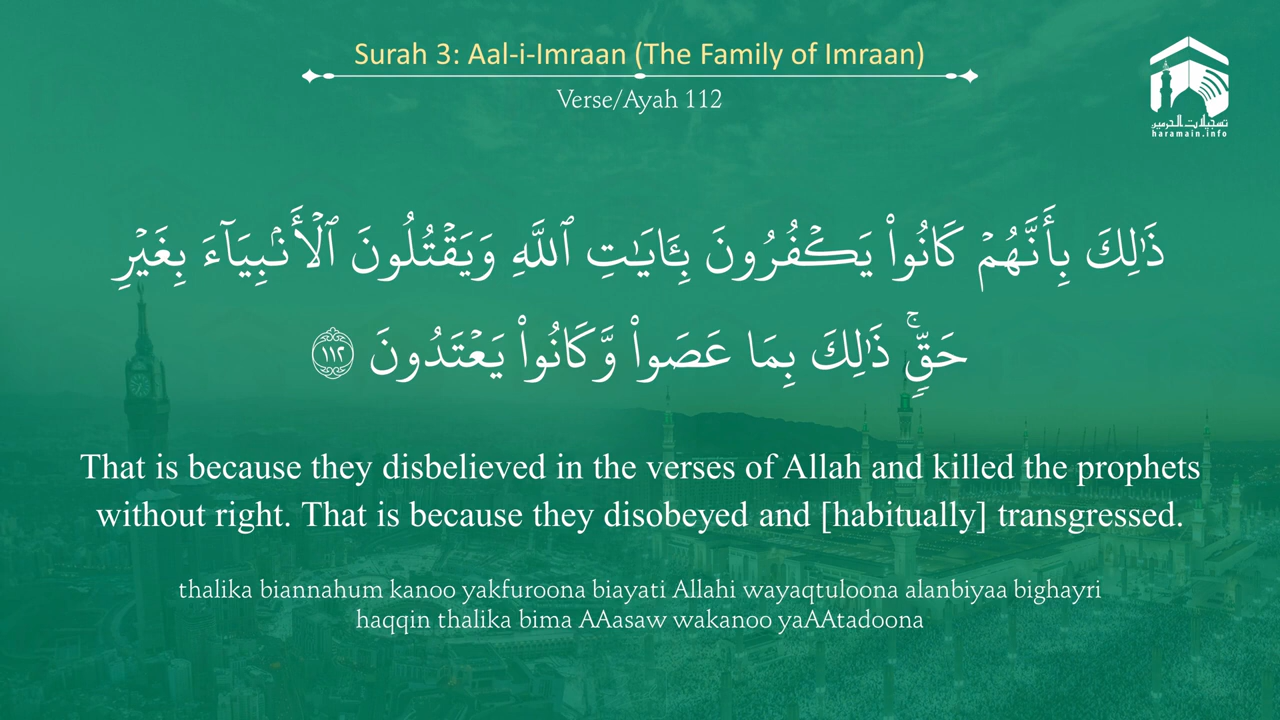 Surah 3: Aal-i-Imraan (The Family of Imraan)
Verse/Ayah 112
تسجيلات الحرمين
haramain.info
ذَٰلِكَ بِأَنَّهُمۡ كَانُواْ يَكۡفُرُونَ بِـَٔايَٰتِ ٱللَّهِ وَيَقۡتُلُونَ ٱلۡأَنۢبِيَآءَ بِغَيۡرِ
حَقّٖۚ ذَٰلِكَ بِمَا عَصَواْ وَّكَانُواْ يَعۡتَدُونَ ١١٢
That is because they disbelieved in the verses of Allah and killed the prophets
without right. That is because they disobeyed and [habitually] transgressed.
thalika biannahum kanoo yakfuroona biayati Allahi wayaqtuloona alanbiyaa bighayri
haqqin thalika bima AAasaw wakanoo yaAAtadoona